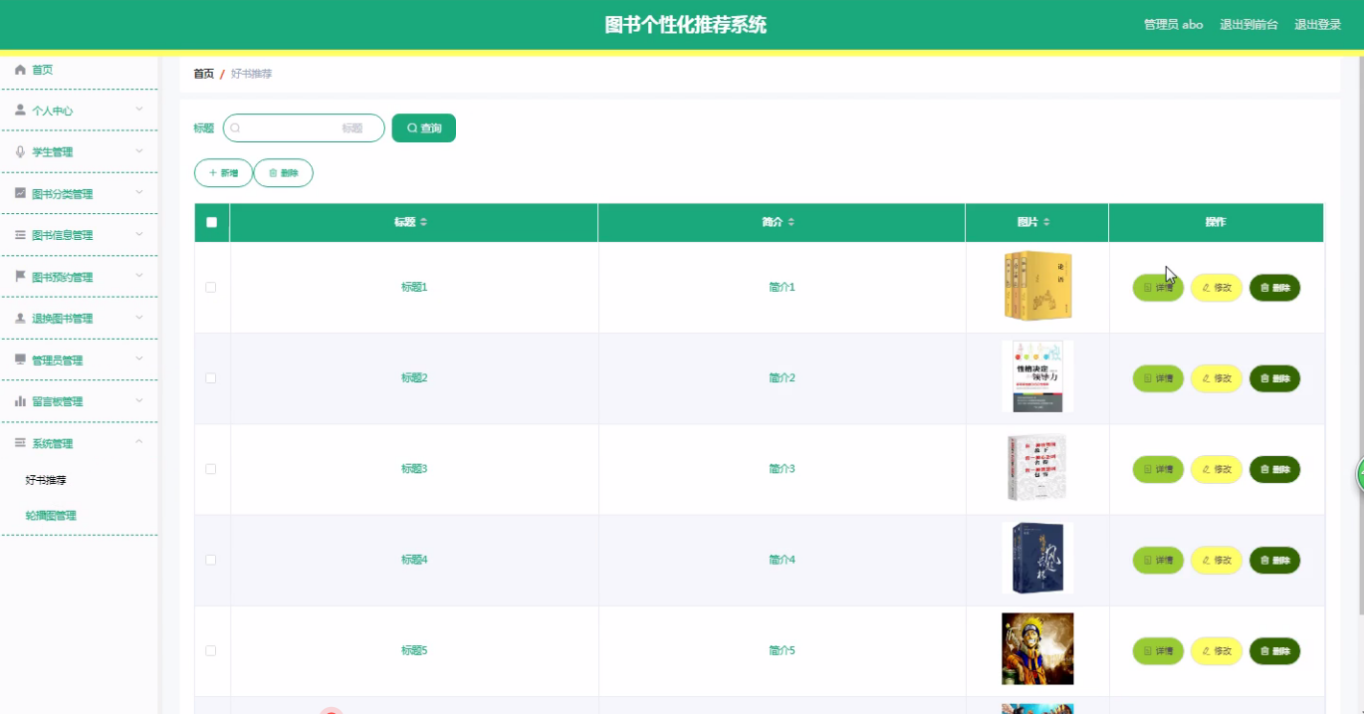 图书个性化推荐系统
管理员 abo 退出到前台 退出登录
首页
个人中心
学生管理
图书分类管理
图书信息管理
图书预约管理
退换图书管理
管理员管理
留言板管理
系统管理
好书推荐
轮播图管理
首页 / 好书推荐
标题 标题 查询
+ 新增 删除
标题 简介 图片 操作
标题1 简介1 论语 详情 修改 删除
标题2 简介2 性格决定领导力 详情 修改 删除
标题3 简介3 详情 修改 删除
标题4 简介4 详情 修改 删除
标题5 简介5 详情 修改 删除